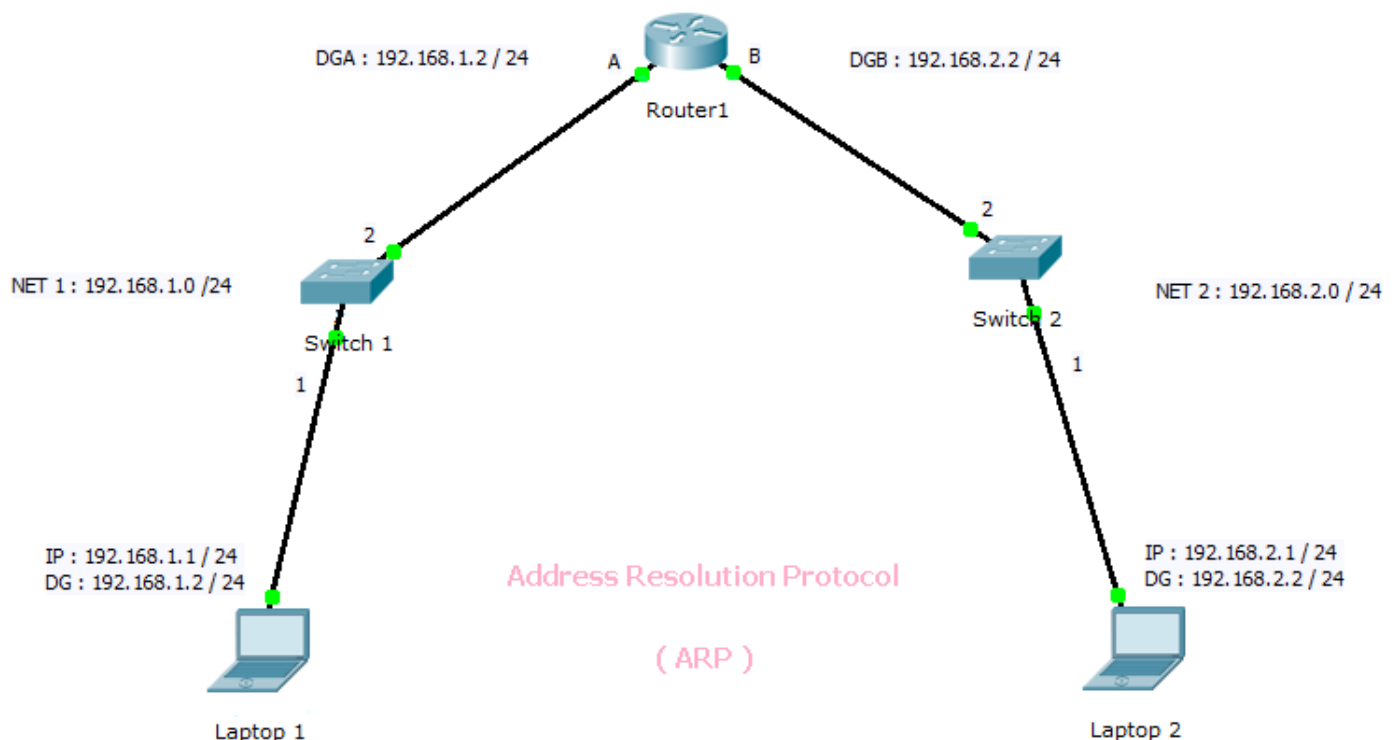 DGA : 192.168.1.2 / 24
A
B
DGB : 192.168.2.2 / 24
Router1
2
2
NET 1 : 192.168.1.0 /24
NET 2 : 192.168.2.0 / 24
Switch 1
Switch 2
1
1
IP : 192.168.1.1 / 24
DG : 192.168.1.2 / 24
IP : 192.168.2.1 / 24
DG : 192.168.2.2 / 24
Address Resolution Protocol
( ARP )
Laptop 1
Laptop 2